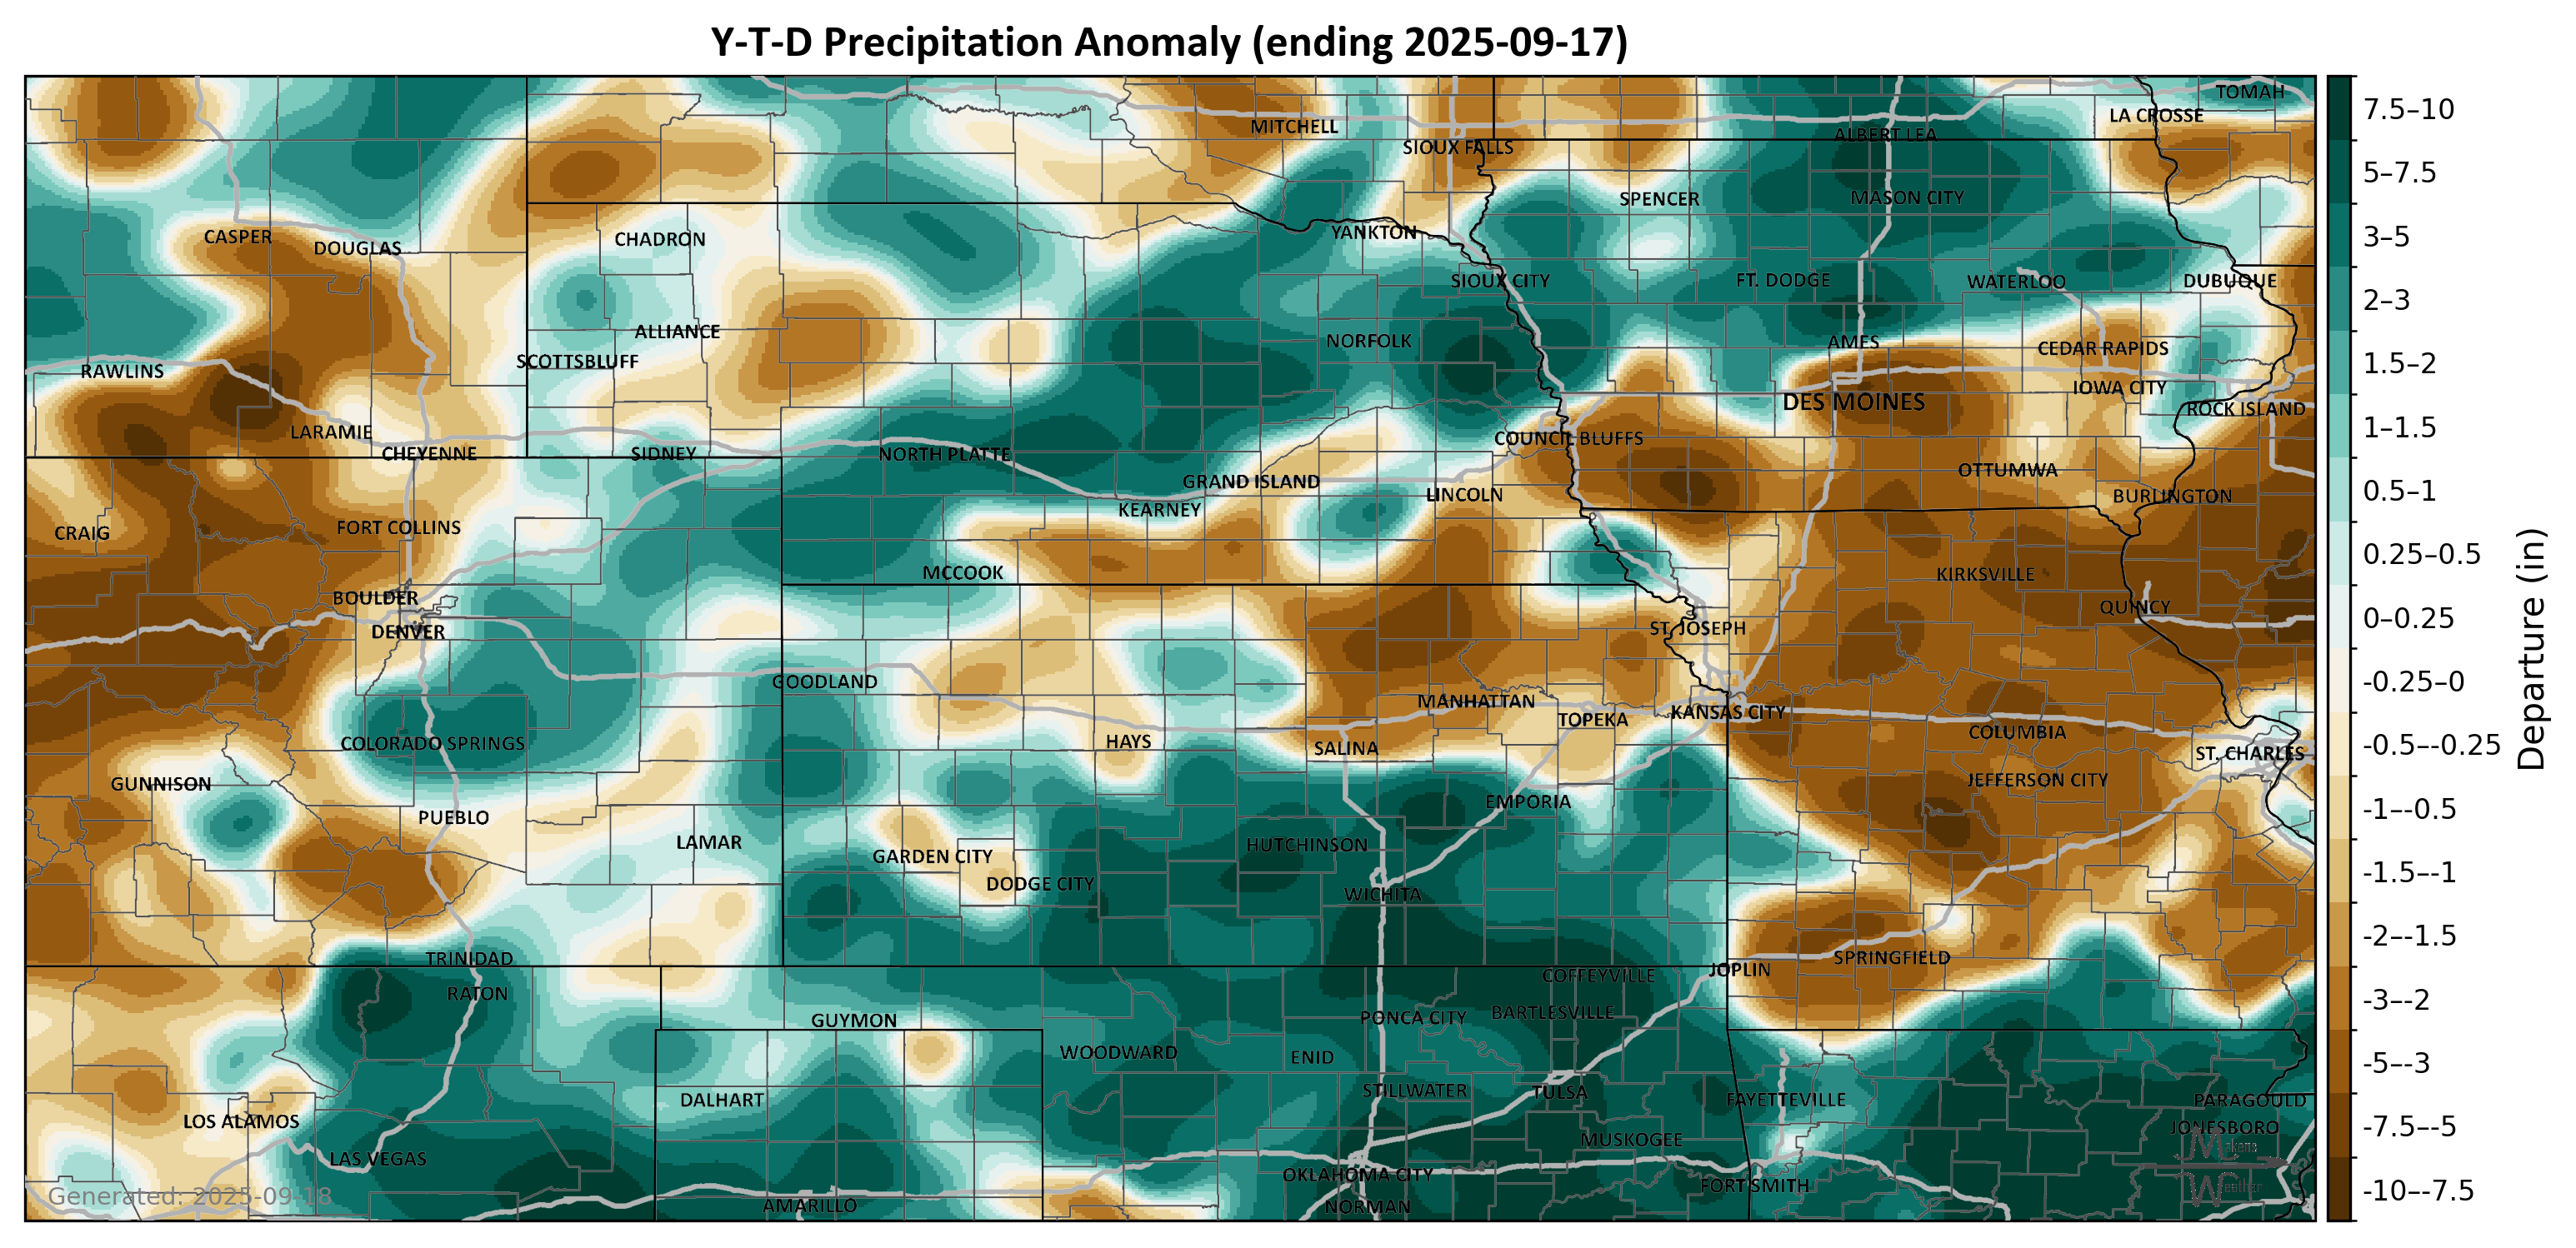 Y-T-D Precipitation Anomaly (ending 2025-09-17)
TOMAH
LA CROSSE
MITCHELL
ALBERT LEA
SIOUX FALLS
SPENCER
MASON CITY
YANKTON
CASPER
DOUGLAS
CHADRON
SIOUX CITY
FT. DODGE
WATERLOO
DUBUQUE
ALLIANCE
NORFOLK
AMES
CEDAR RAPIDS
SCOTTSBLUFF
RAWLINS
IOWA CITY
DES MOINES
ROCK ISLAND
LARAMIE
COUNCIL BLUFFS
CHEYENNE
SIDNEY
NORTH PLATTE
OTTUMWA
GRAND ISLAND
LINCOLN
BURLINGTON
KEARNEY
CRAIG
FORT COLLINS
MCCOOK
KIRKSVILLE
BOULDER
QUINCY
DENVER
ST. JOSEPH
GOODLAND
MANHATTAN
KANSAS CITY
TOPEKA
COLUMBIA
COLORADO SPRINGS
HAYS
SALINA
ST. CHARLES
GUNNISON
JEFFERSON CITY
EMPORIA
PUEBLO
LAMAR
HUTCHINSON
GARDEN CITY
DODGE CITY
WICHITA
TRINIDAD
SPRINGFIELD
JOPLIN
COFFEYVILLE
RATON
BARTLESVILLE
GUYMON
PONCA CITY
WOODWARD
ENID
STILLWATER
TULSA
DALHART
FAYETTEVILLE
PARAGOULD
LOS ALAMOS
JONESBORO
MUSKOGEE
Makens
LAS VEGAS
OKLAHOMA CITY
FORT SMITH
Weather
Generated: 2025-09-18
AMARILLO
NORMAN
7.5–10
5–7.5
3–5
2–3
1.5–2
1–1.5
0.5–1
0.25–0.5
0–0.25
-0.25–0
-0.5–-0.25
-1–-0.5
-1.5–-1
-2–-1.5
-3–-2
-5–-3
-7.5–-5
-10–-7.5
Departure (in)